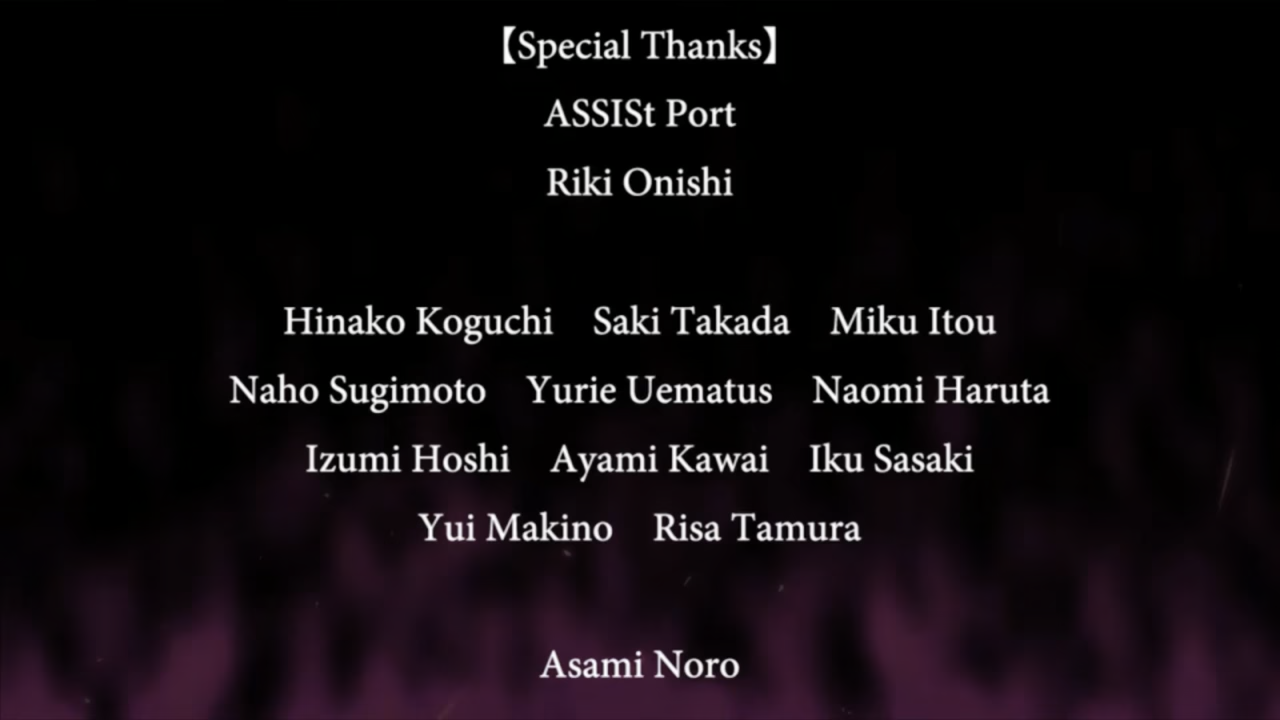 【Special Thanks】
ASSISt Port
Riki Onishi
Hinako Koguchi Saki Takada Miku Itou
Naho Sugimoto Yurie Uematus Naomi Haruta
Izumi Hoshi Ayami Kawai Iku Sasaki
Yui Makino Risa Tamura
Asami Noro